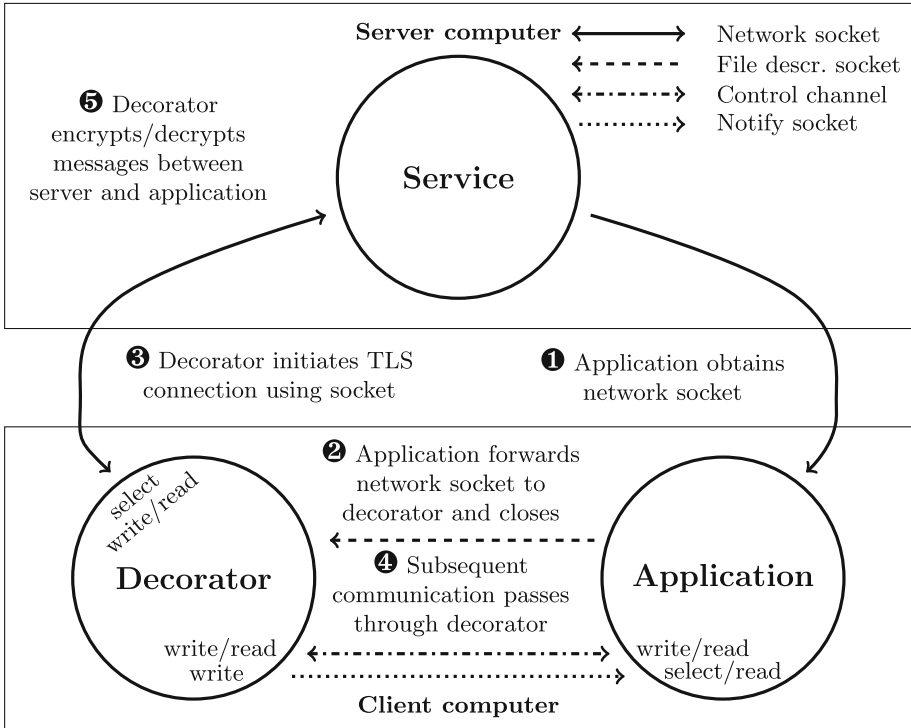 Server computer
Network socket
File descr. socket
Control channel
Notify socket
❺ Decorator
encrypts/decrypts
messages between
server and application
Service
❸ Decorator initiates TLS
connection using socket
❶ Application obtains
network socket
❷ Application forwards
network socket to
decorator and closes
select
write/read
Decorator
write/read
write
❹ Subsequent
communication passes
through decorator
Application
write/read
select/read
Client computer